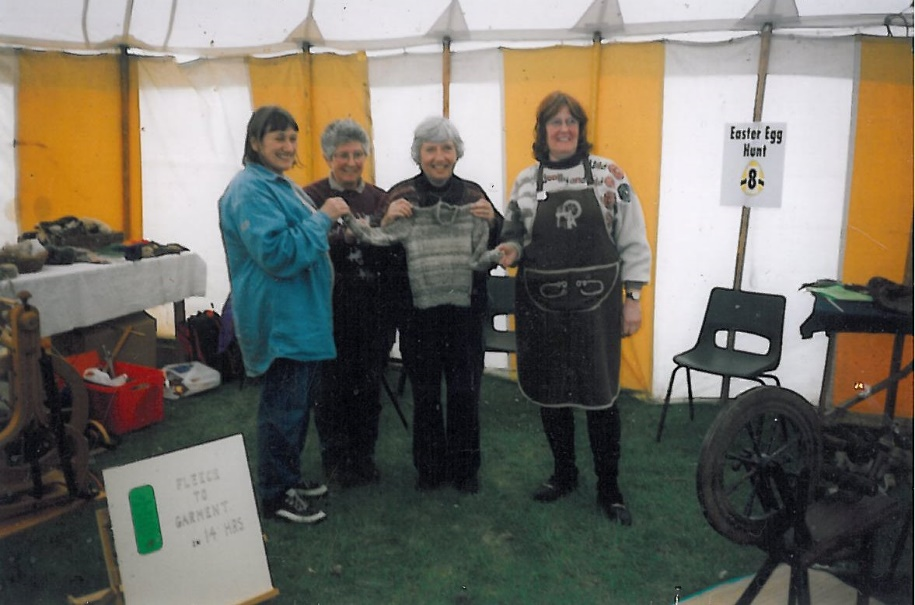 Easter Egg
Hunt
8
FLEECE
TO
GARMENT
in 14 HRS